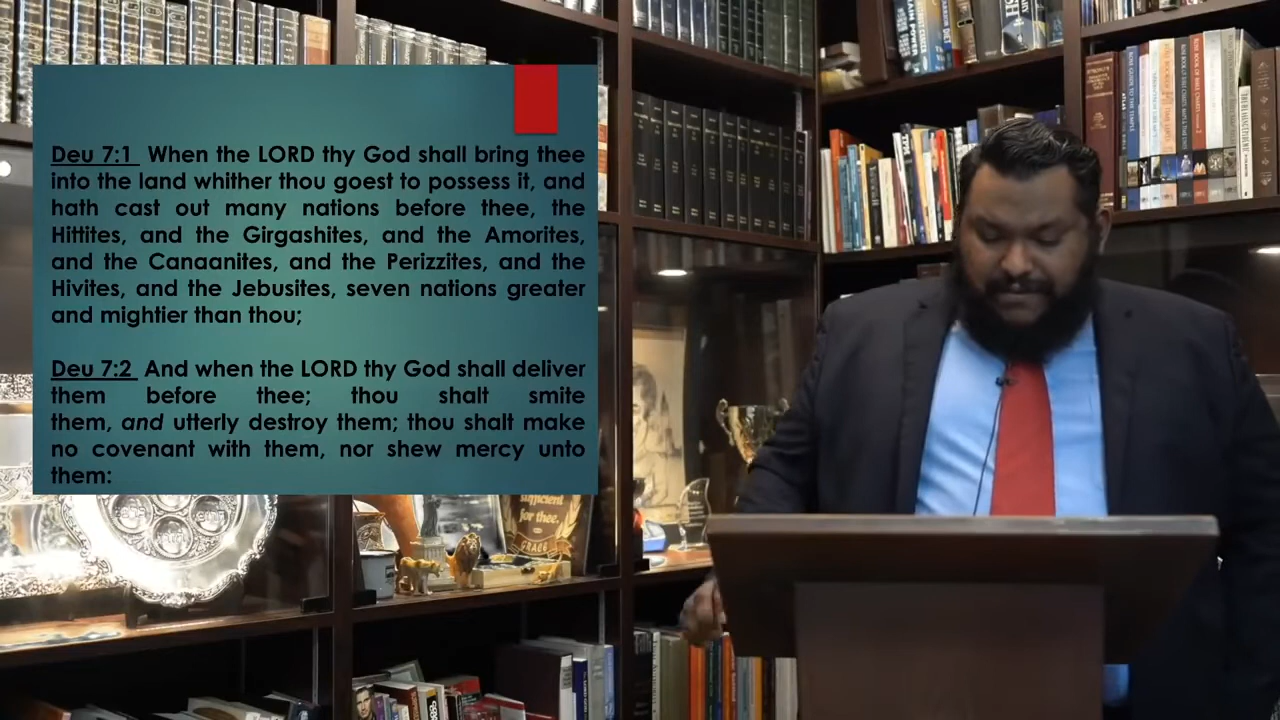 Deu 7:1 When the LORD thy God shall bring thee
into the land whither thou goest to possess it, and
hath cast out many nations before thee, the
Hittites, and the Girgashites, and the Amorites,
and the Canaanites, and the Perizzites, and the
Hivites, and the Jebusites, seven nations greater
and mightier than thou;
Deu 7:2 And when the LORD thy God shall deliver
them before thee; thou shalt smite
them, and utterly destroy them; thou shalt make
no covenant with them, nor shew mercy unto
them:
sufficient
for thee.
GRACE